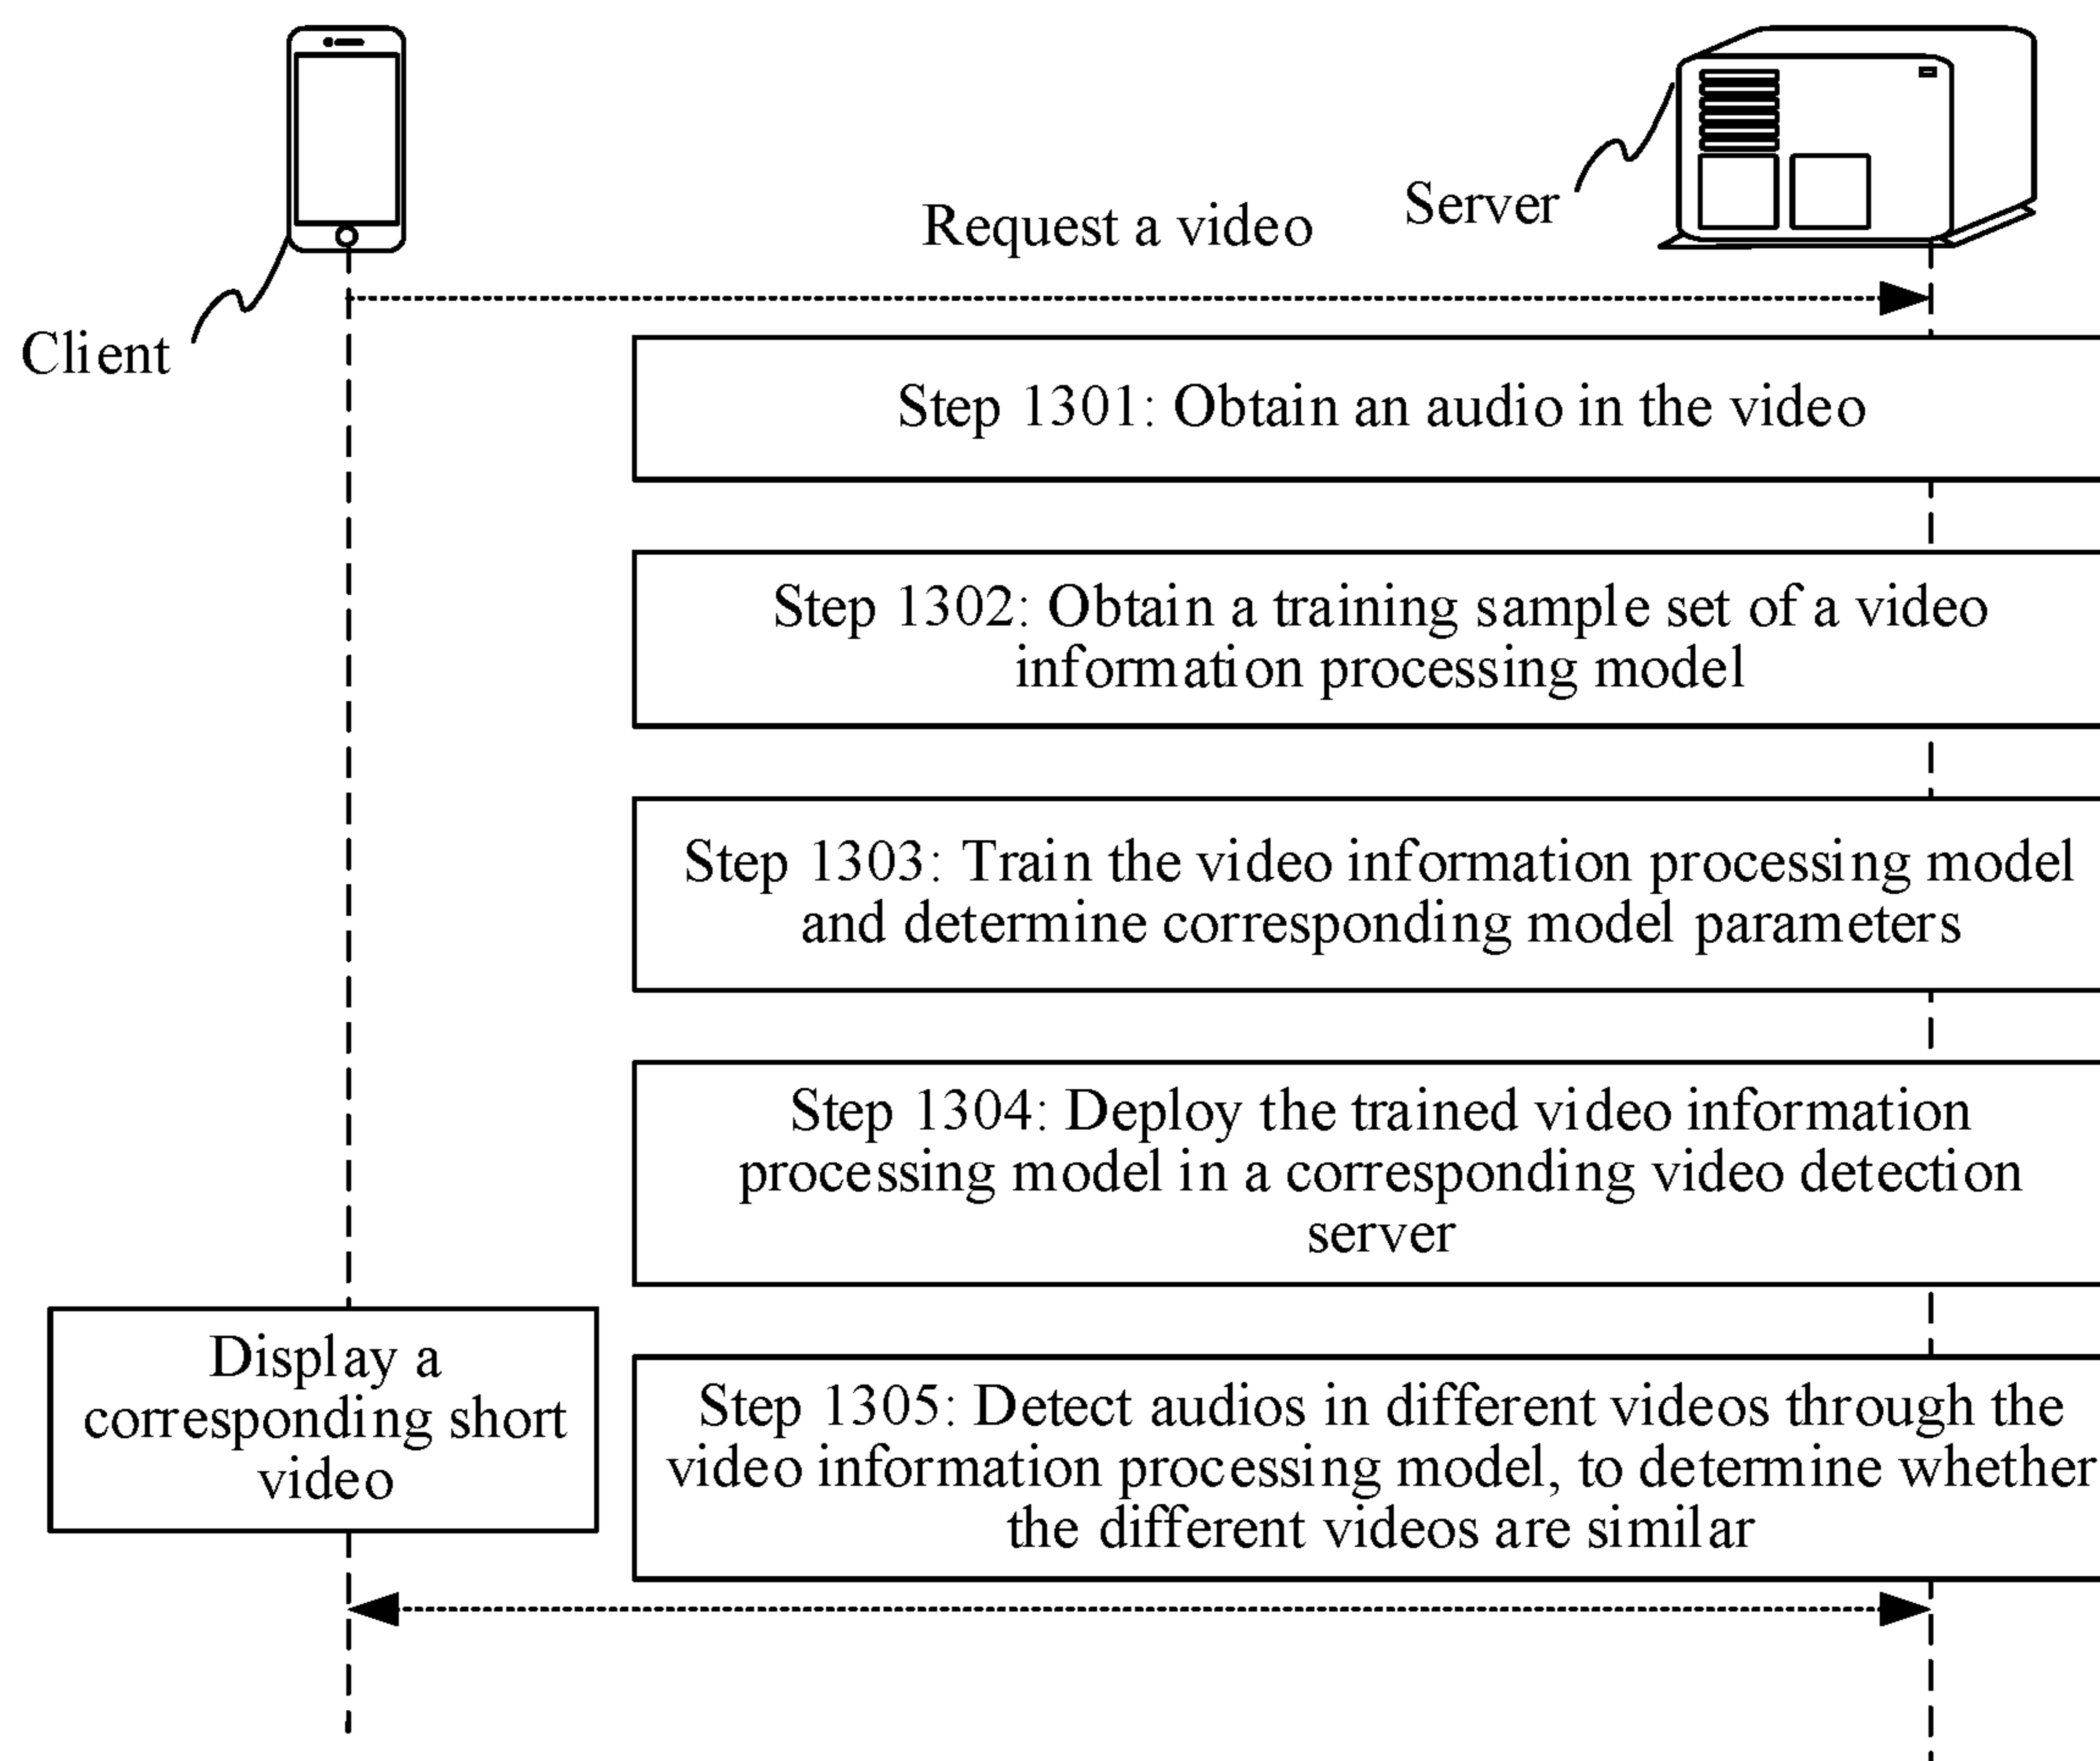 Request a video
Server
Client
Step 1301: Obtain an audio in the video
Step 1302: Obtain a training sample set of a video
information processing model
Step 1303: Train the video information processing model
and determine corresponding model parameters
Step 1304: Deploy the trained video information
processing model in a corresponding video detection
server
Display a
corresponding short
video
Step 1305: Detect audios in different videos through the
video information processing model, to determine whether
the different videos are similar